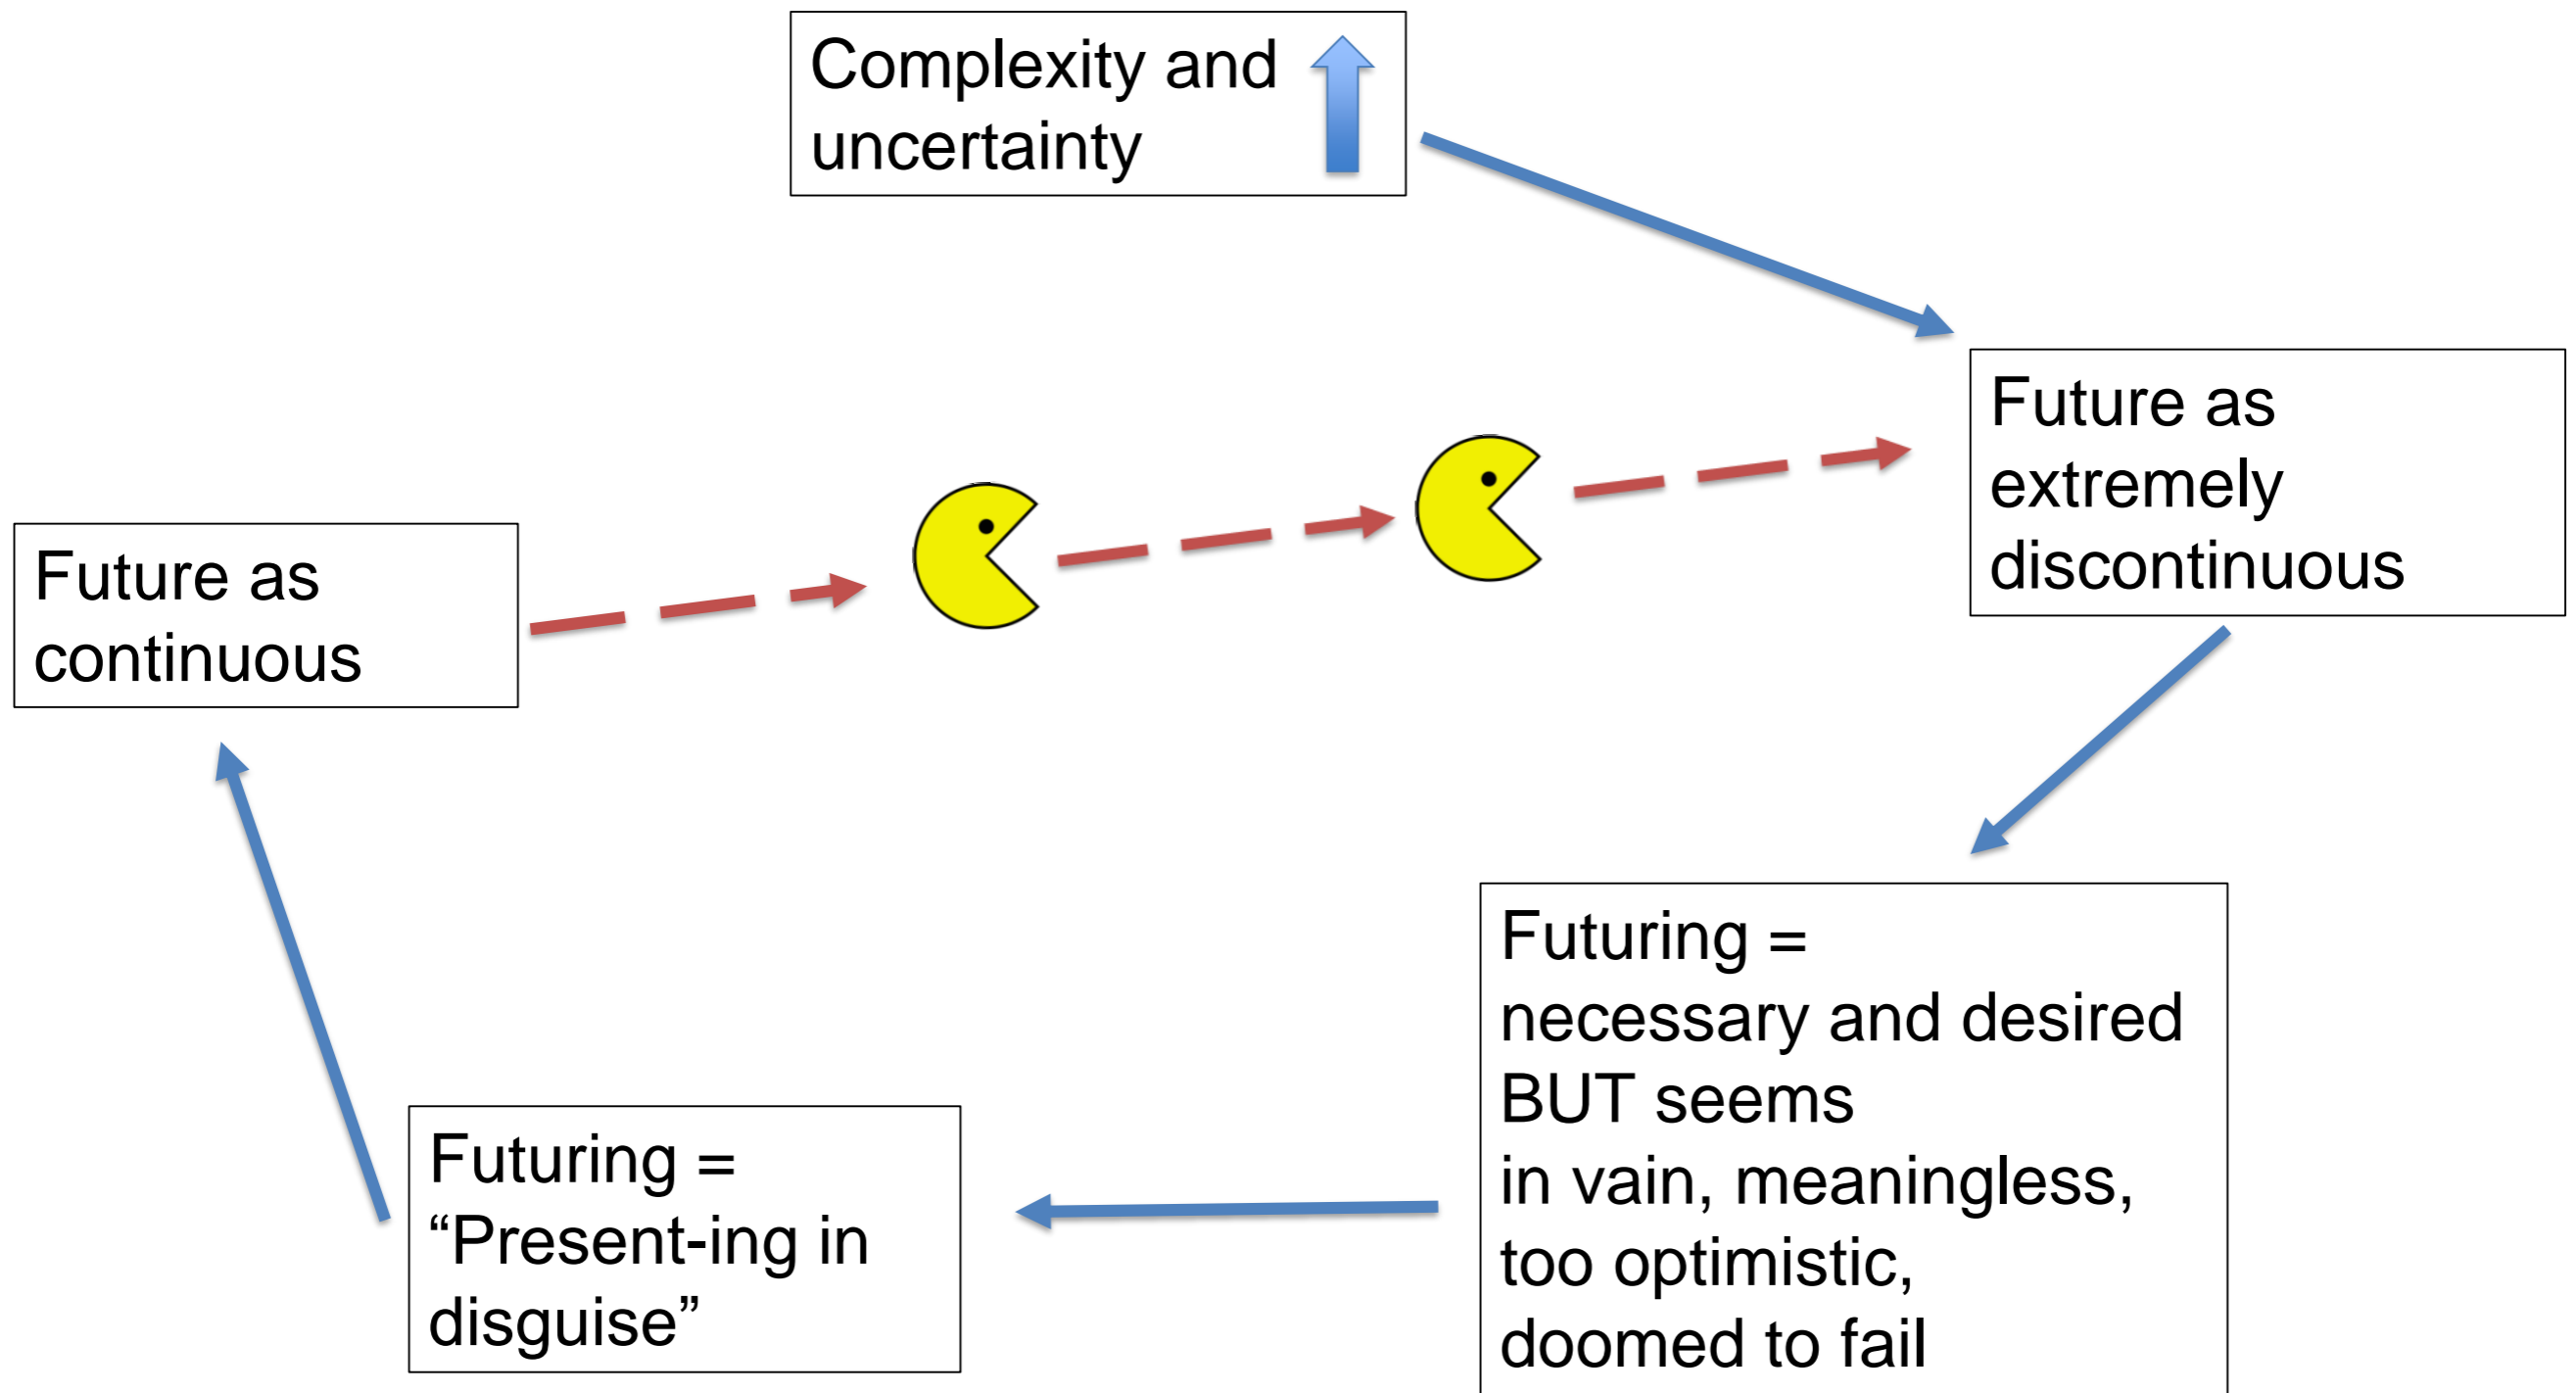 Complexity and
uncertainty
Future as
extremely
discontinuous
Future as
continuous
Futuring =
necessary and desired
BUT seems
in vain, meaningless,
too optimistic,
doomed to fail
Futuring =
“Present-ing in
disguise”